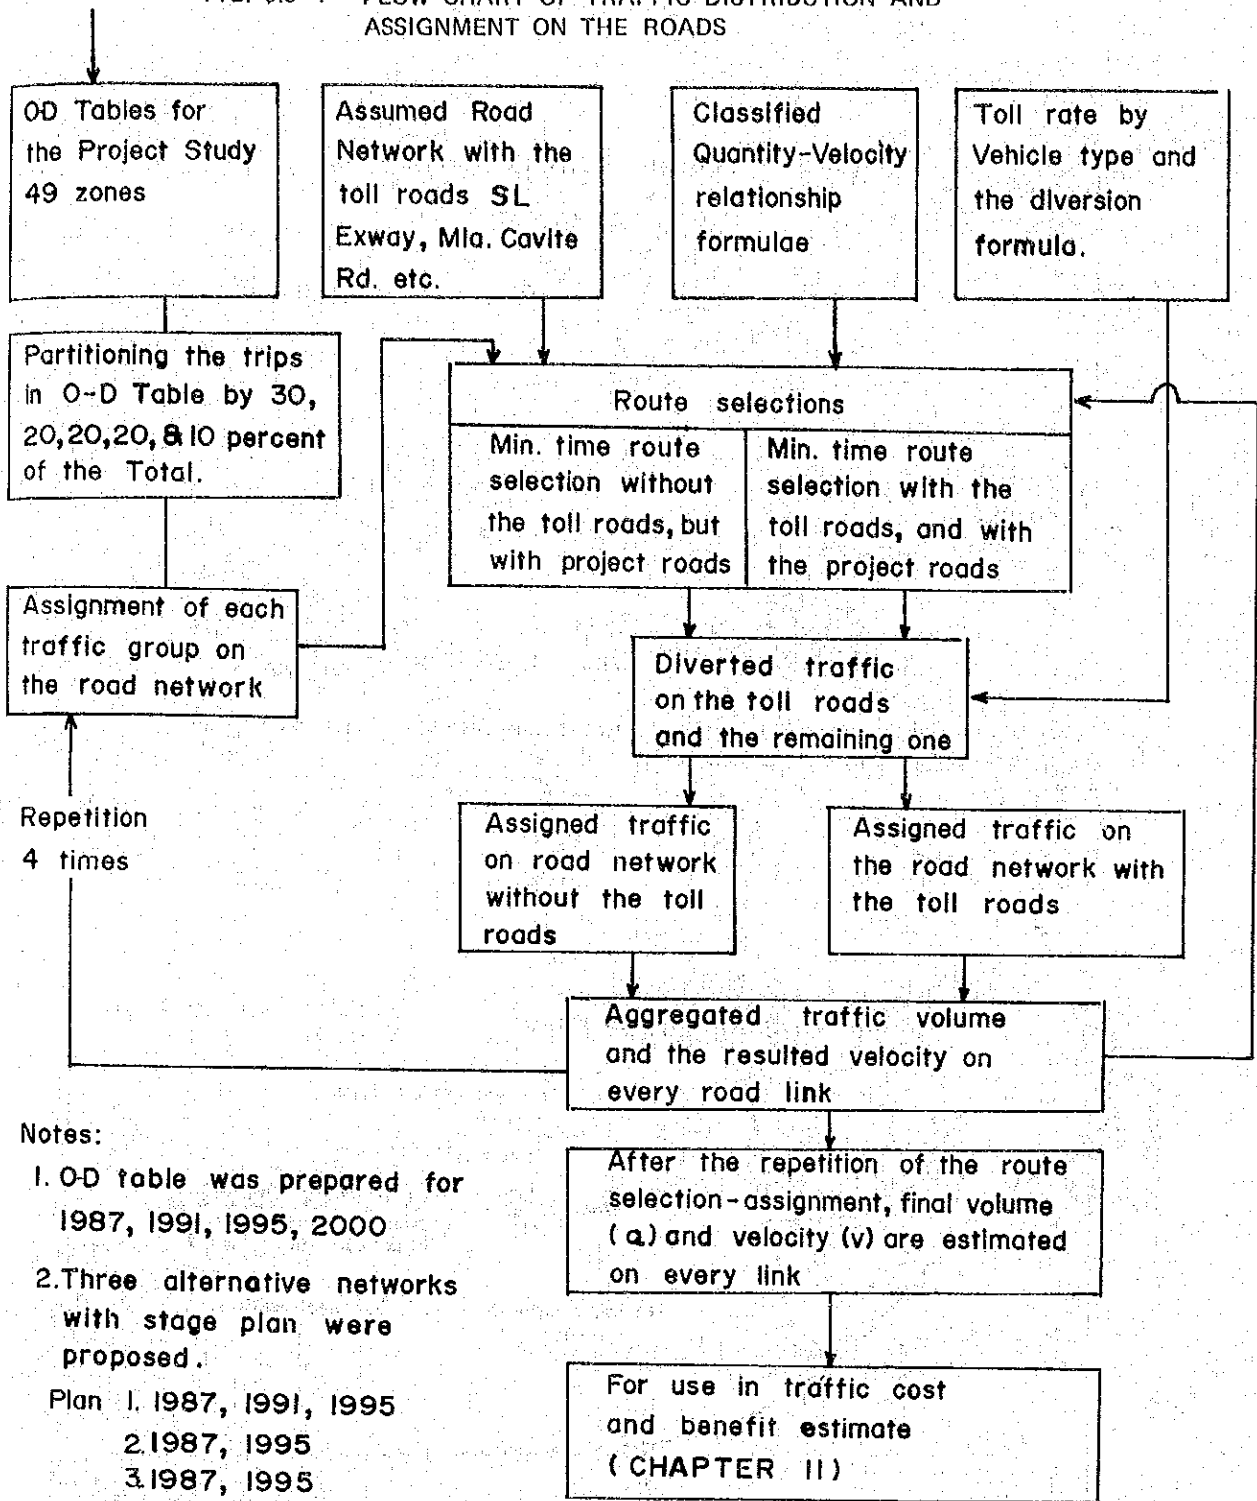 FLOW CHART OF TRAFFIC DISTRIBUTION AND
ASSIGNMENT ON THE ROADS
O-D Tables for
the Project Study
49 zones
Assumed Road
Network with the
toll roads SL
Exway, Mla. Cavite
Rd. etc.
Classified
Quantity-Velocity
relationship
formulae
Toll rate by
Vehicle type and
the diversion
formula.
Partitioning the trips
in O-D Table by 30,
20,20,20, & 10 percent
of the Total.
Route selections
Min. time route
selection without
the toll roads, but
with project roads
Min. time route
selection with the
toll roads, and with
the project roads
Assignment of each
traffic group on
the road network
Diverted traffic
on the toll roads
and the remaining one
Repetition
4 times
Assigned traffic
on road network
without the toll
roads
Assigned traffic on
the road network with
the toll roads
Aggregated traffic volume
and the resulted velocity on
every road link
Notes:
1. O-D table was prepared for
1987, 1991, 1995, 2000
2. Three alternative networks
with stage plan were
proposed.
Plan 1. 1987, 1991, 1995
2. 1987, 1995
3. 1987, 1995
After the repetition of the route
selection-assignment, final volume
(Q) and velocity (v) are estimated
on every link
For use in traffic cost
and benefit estimate
(CHAPTER II)